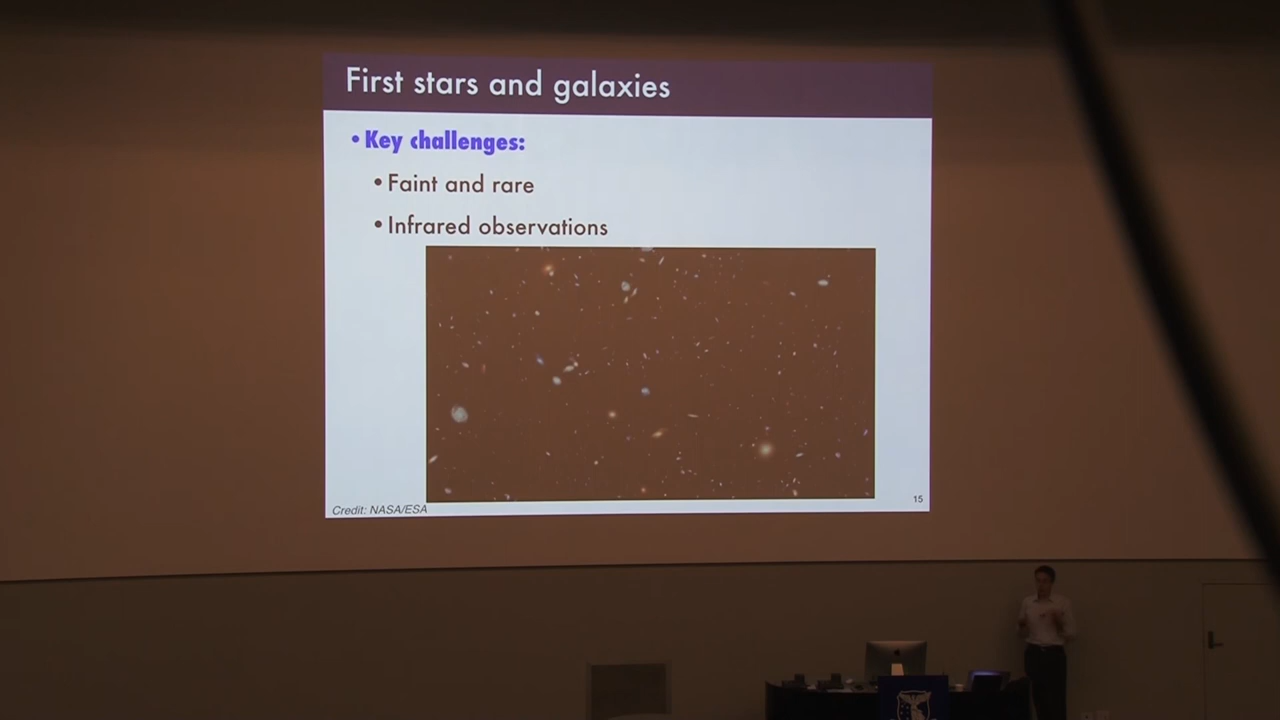 First stars and galaxies
• Key challenges:
• Faint and rare
• Infrared observations
Credit: NASA/ESA
15